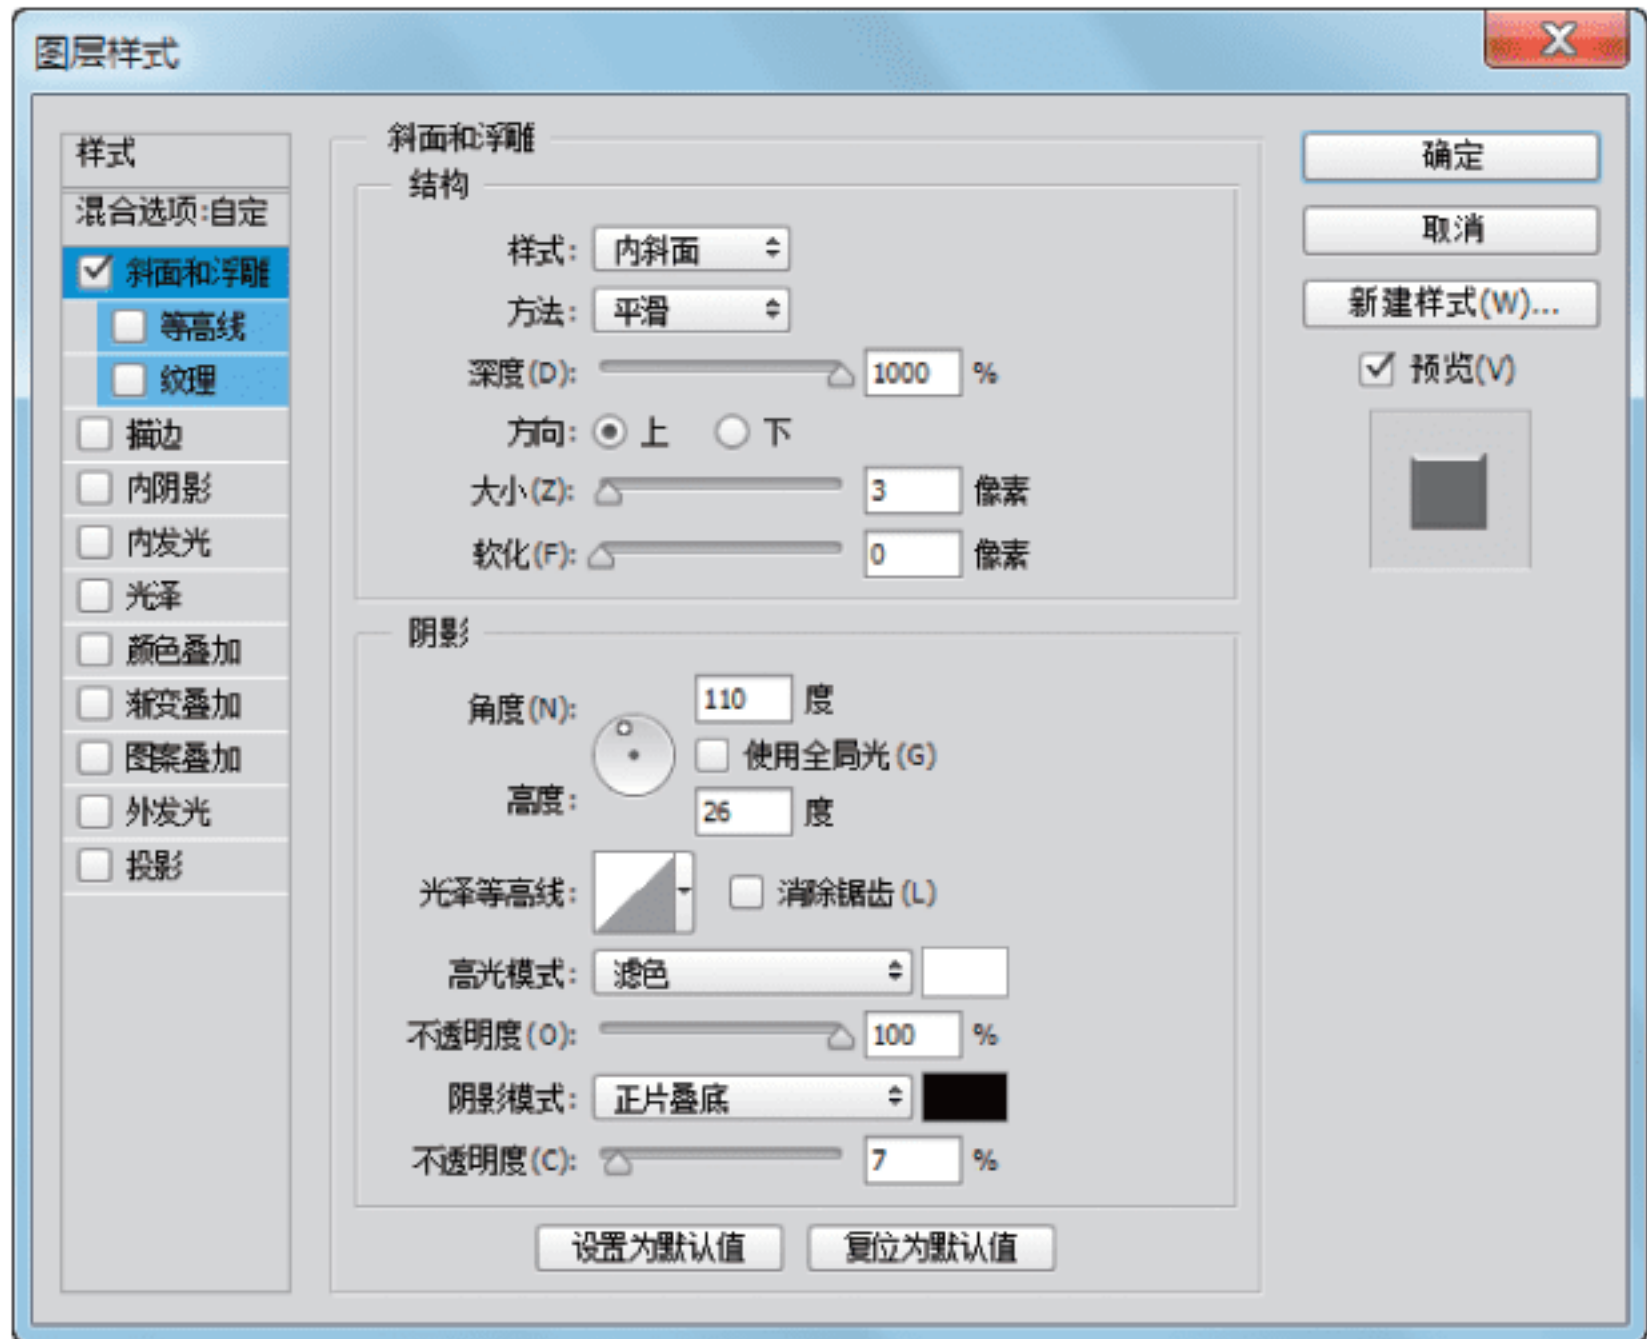 图层样式
样式
混合选项:自定
斜面和浮雕
等高线
纹理
描边
内阴影
内发光
光泽
颜色叠加
渐变叠加
图案叠加
外发光
投影
斜面和浮雕
结构
样式: 内斜面
方法: 平滑
深度(D): 1000 %
方向: 上 下
大小(Z): 3 像素
软化(F): 0 像素
阴影
角度(N): 110 度
使用全局光(G)
高度: 26 度
光泽等高线: 消除锯齿(L)
高光模式: 滤色
不透明度(O): 100 %
阴影模式: 正片叠底
不透明度(C): 7 %
设置为默认值 复位为默认值
确定
取消
新建样式(W)...
预览(V)